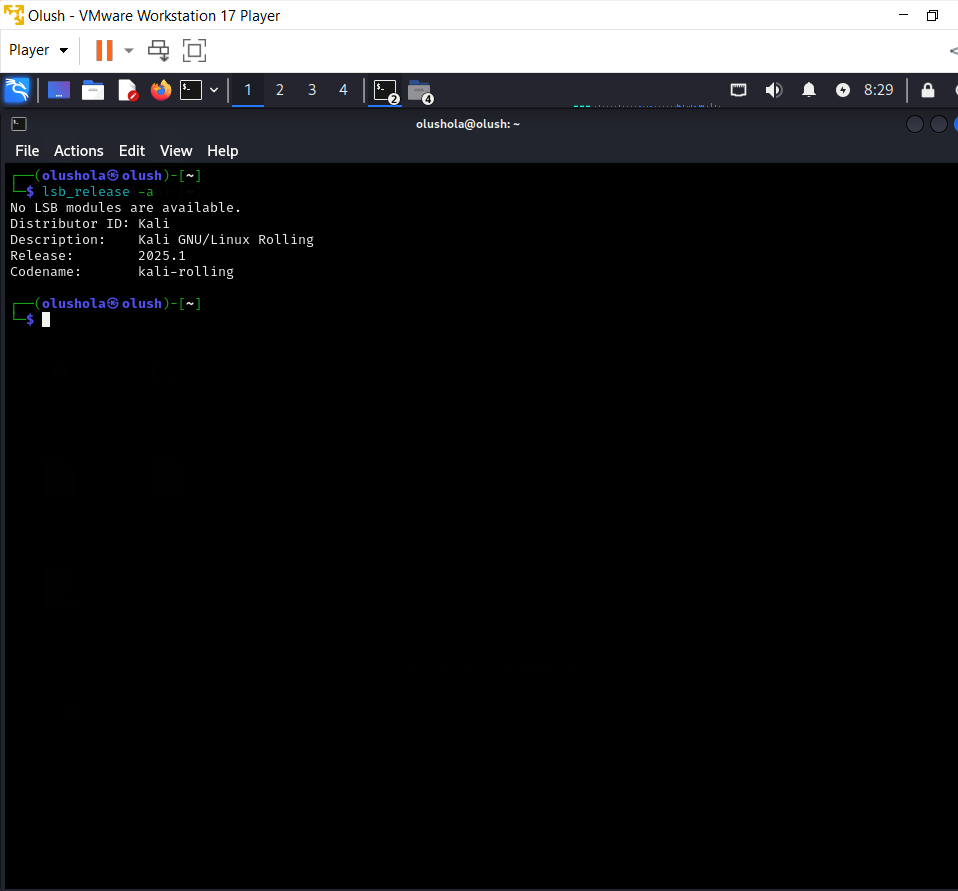 Olush - VMware Workstation 17 Player
Player
1 2 3 4 2 4 8:29
olushola@olush: ~
File Actions Edit View Help
┌──(olushola㉿olush)-[~]
└─$ lsb_release -a
No LSB modules are available.
Distributor ID: Kali
Description:    Kali GNU/Linux Rolling
Release:        2025.1
Codename:       kali-rolling
┌──(olushola㉿olush)-[~]
└─$